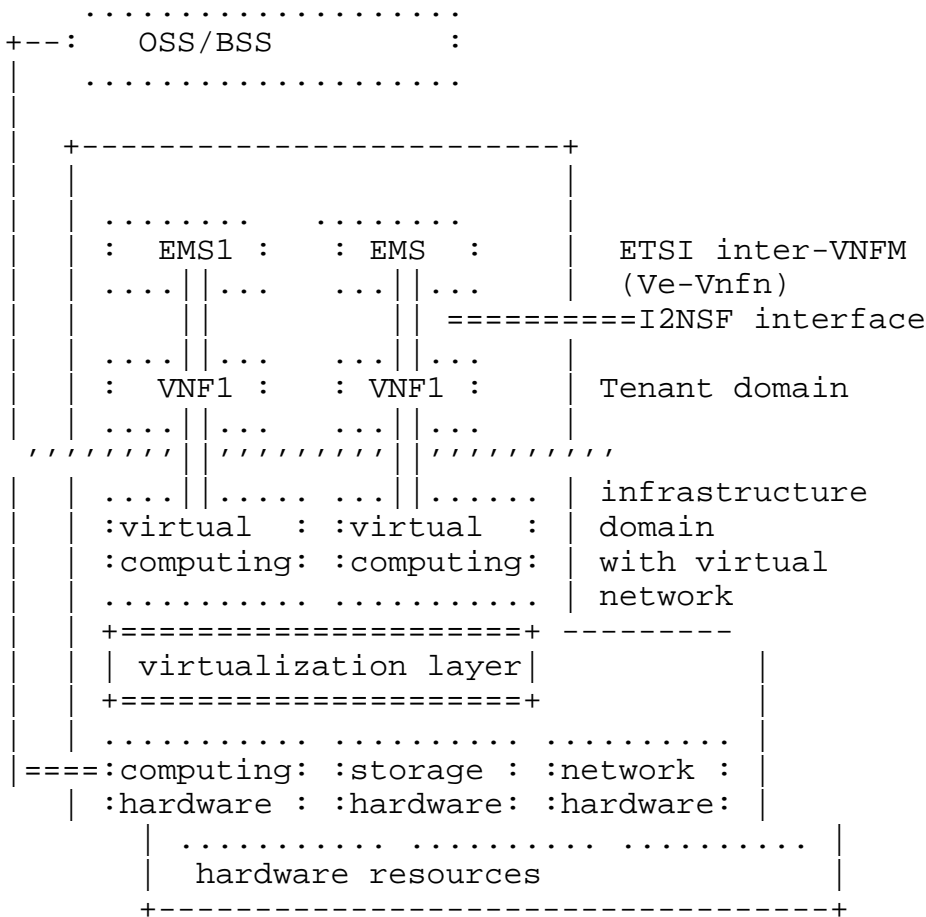 OSS/BSS
EMS1 EMS ETSI inter-VNFM
(Ve-Vnfn)
I2NSF interface
VNF1 VNF1 Tenant domain
infrastructure
virtual virtual domain
computing computing with virtual
network
virtualization layer
computing storage network
hardware hardware hardware
hardware resources